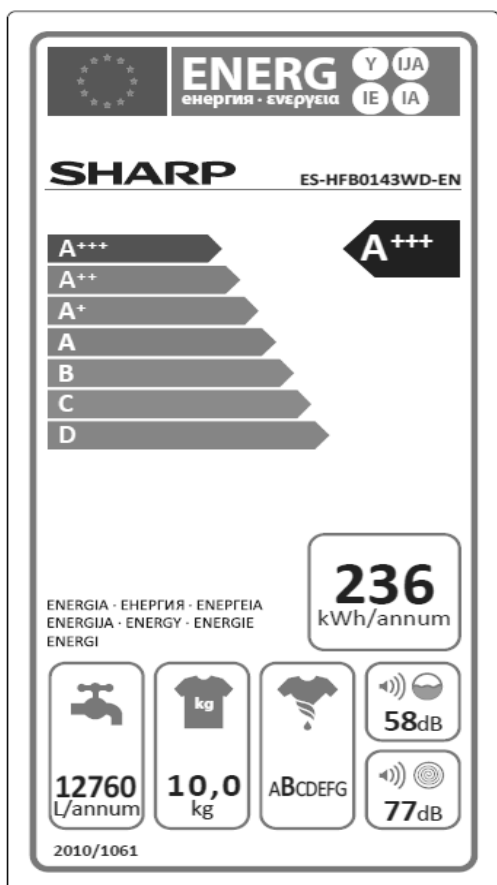 ENERG
енергия · ενεργεια
Y IJA
IE IA
SHARP
ES-HFB0143WD-EN
A+++
A+++
A++
A+
A
B
C
D
236
kWh/annum
ENERGIA · ЕНЕРГИЯ · ΕΝΕΡΓΕΙΑ
ENERGIJA · ENERGY · ENERGIE
ENERGI
12760
L/annum
kg
10,0
kg
ABCDEFG
58dB
77dB
2010/1061